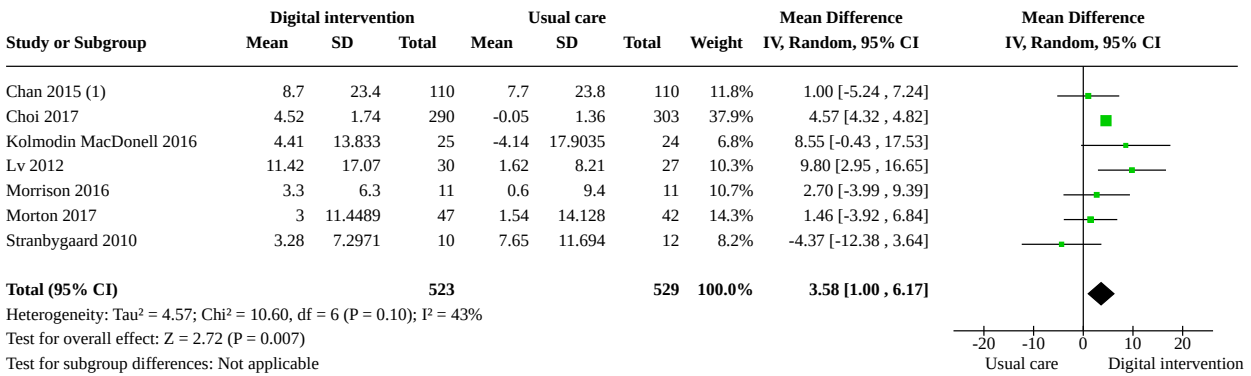 Digital intervention Usual care Mean Difference Mean Difference
Study or Subgroup Mean SD Total Mean SD Total Weight IV, Random, 95% CI IV, Random, 95% CI
Chan 2015 (1) 8.7 23.4 110 7.7 23.8 110 11.8% 1.00 [-5.24 , 7.24]
Choi 2017 4.52 1.74 290 -0.05 1.36 303 37.9% 4.57 [4.32 , 4.82]
Kolmodin MacDonell 2016 4.41 13.833 25 -4.14 17.9035 24 6.8% 8.55 [-0.43 , 17.53]
Lv 2012 11.42 17.07 30 1.62 8.21 27 10.3% 9.80 [2.95 , 16.65]
Morrison 2016 3.3 6.3 11 0.6 9.4 11 10.7% 2.70 [-3.99 , 9.39]
Morton 2017 3 11.4489 47 1.54 14.128 42 14.3% 1.46 [-3.92 , 6.84]
Stranbygaard 2010 3.28 7.2971 10 7.65 11.694 12 8.2% -4.37 [-12.38 , 3.64]
Total (95% CI) 523 529 100.0% 3.58 [1.00 , 6.17]
Heterogeneity: Tau² = 4.57; Chi² = 10.60, df = 6 (P = 0.10); I² = 43%
Test for overall effect: Z = 2.72 (P = 0.007)
-20 -10 0 10 20
Test for subgroup differences: Not applicable Usual care Digital intervention